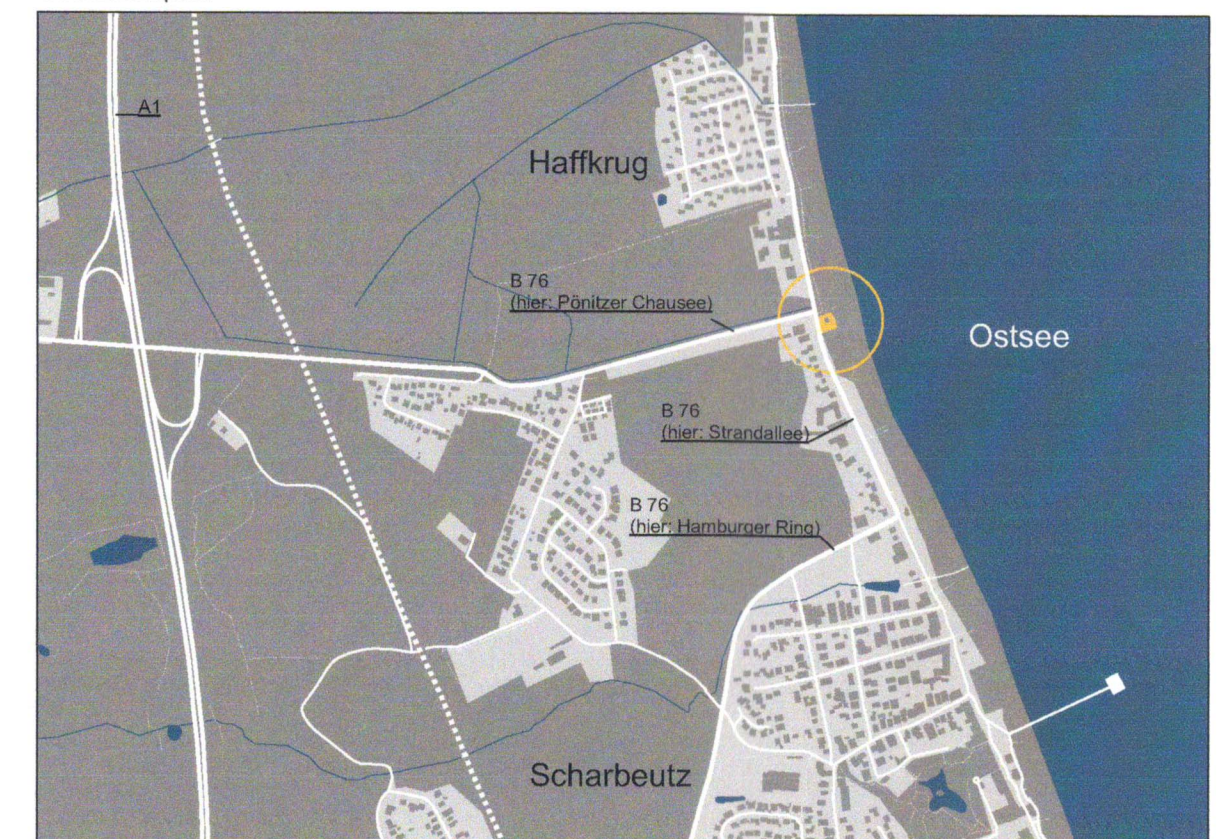 A1
Haffkrug
B 76
(hier: Pönitzer Chausee)
Ostsee
B 76
(hier: Strandallee)
B 76
(hier: Hamburger Ring)
Scharbeutz